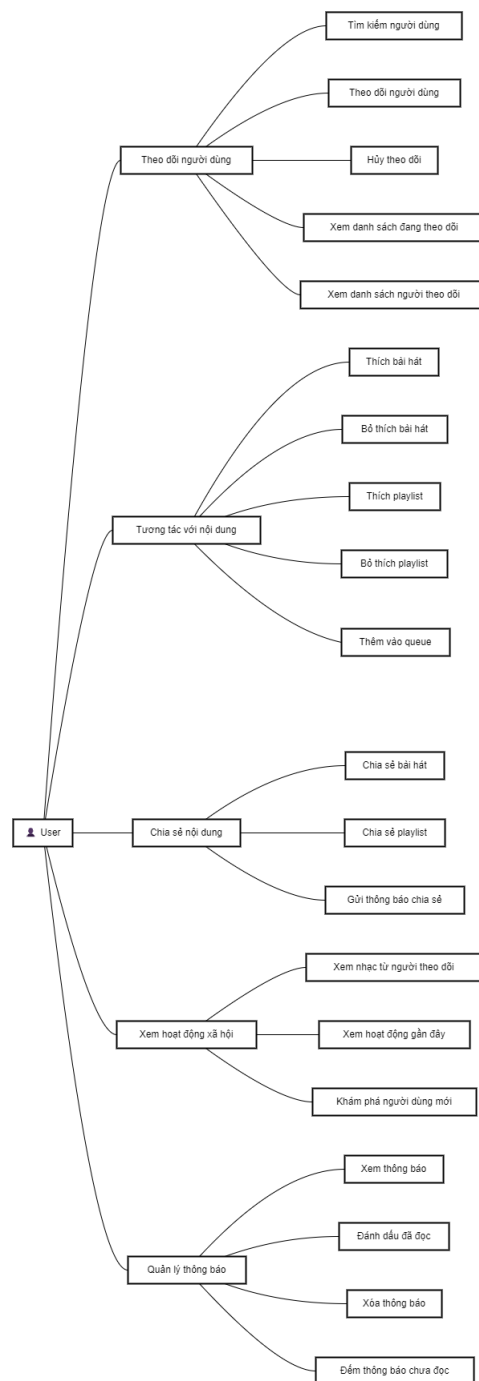 Tìm kiếm người dùng
Theo dõi người dùng
Theo dõi người dùng
Hủy theo dõi
Xem danh sách đang theo dõi
Xem danh sách người theo dõi
Thích bài hát
Bỏ thích bài hát
Thích playlist
Tương tác với nội dung
Bỏ thích playlist
Thêm vào queue
Chia sẻ bài hát
User
Chia sẻ nội dung
Chia sẻ playlist
Gửi thông báo chia sẻ
Xem nhạc từ người theo dõi
Xem hoạt động xã hội
Xem hoạt động gần đây
Khám phá người dùng mới
Xem thông báo
Đánh dấu đã đọc
Quản lý thông báo
Xóa thông báo
Đếm thông báo chưa đọc